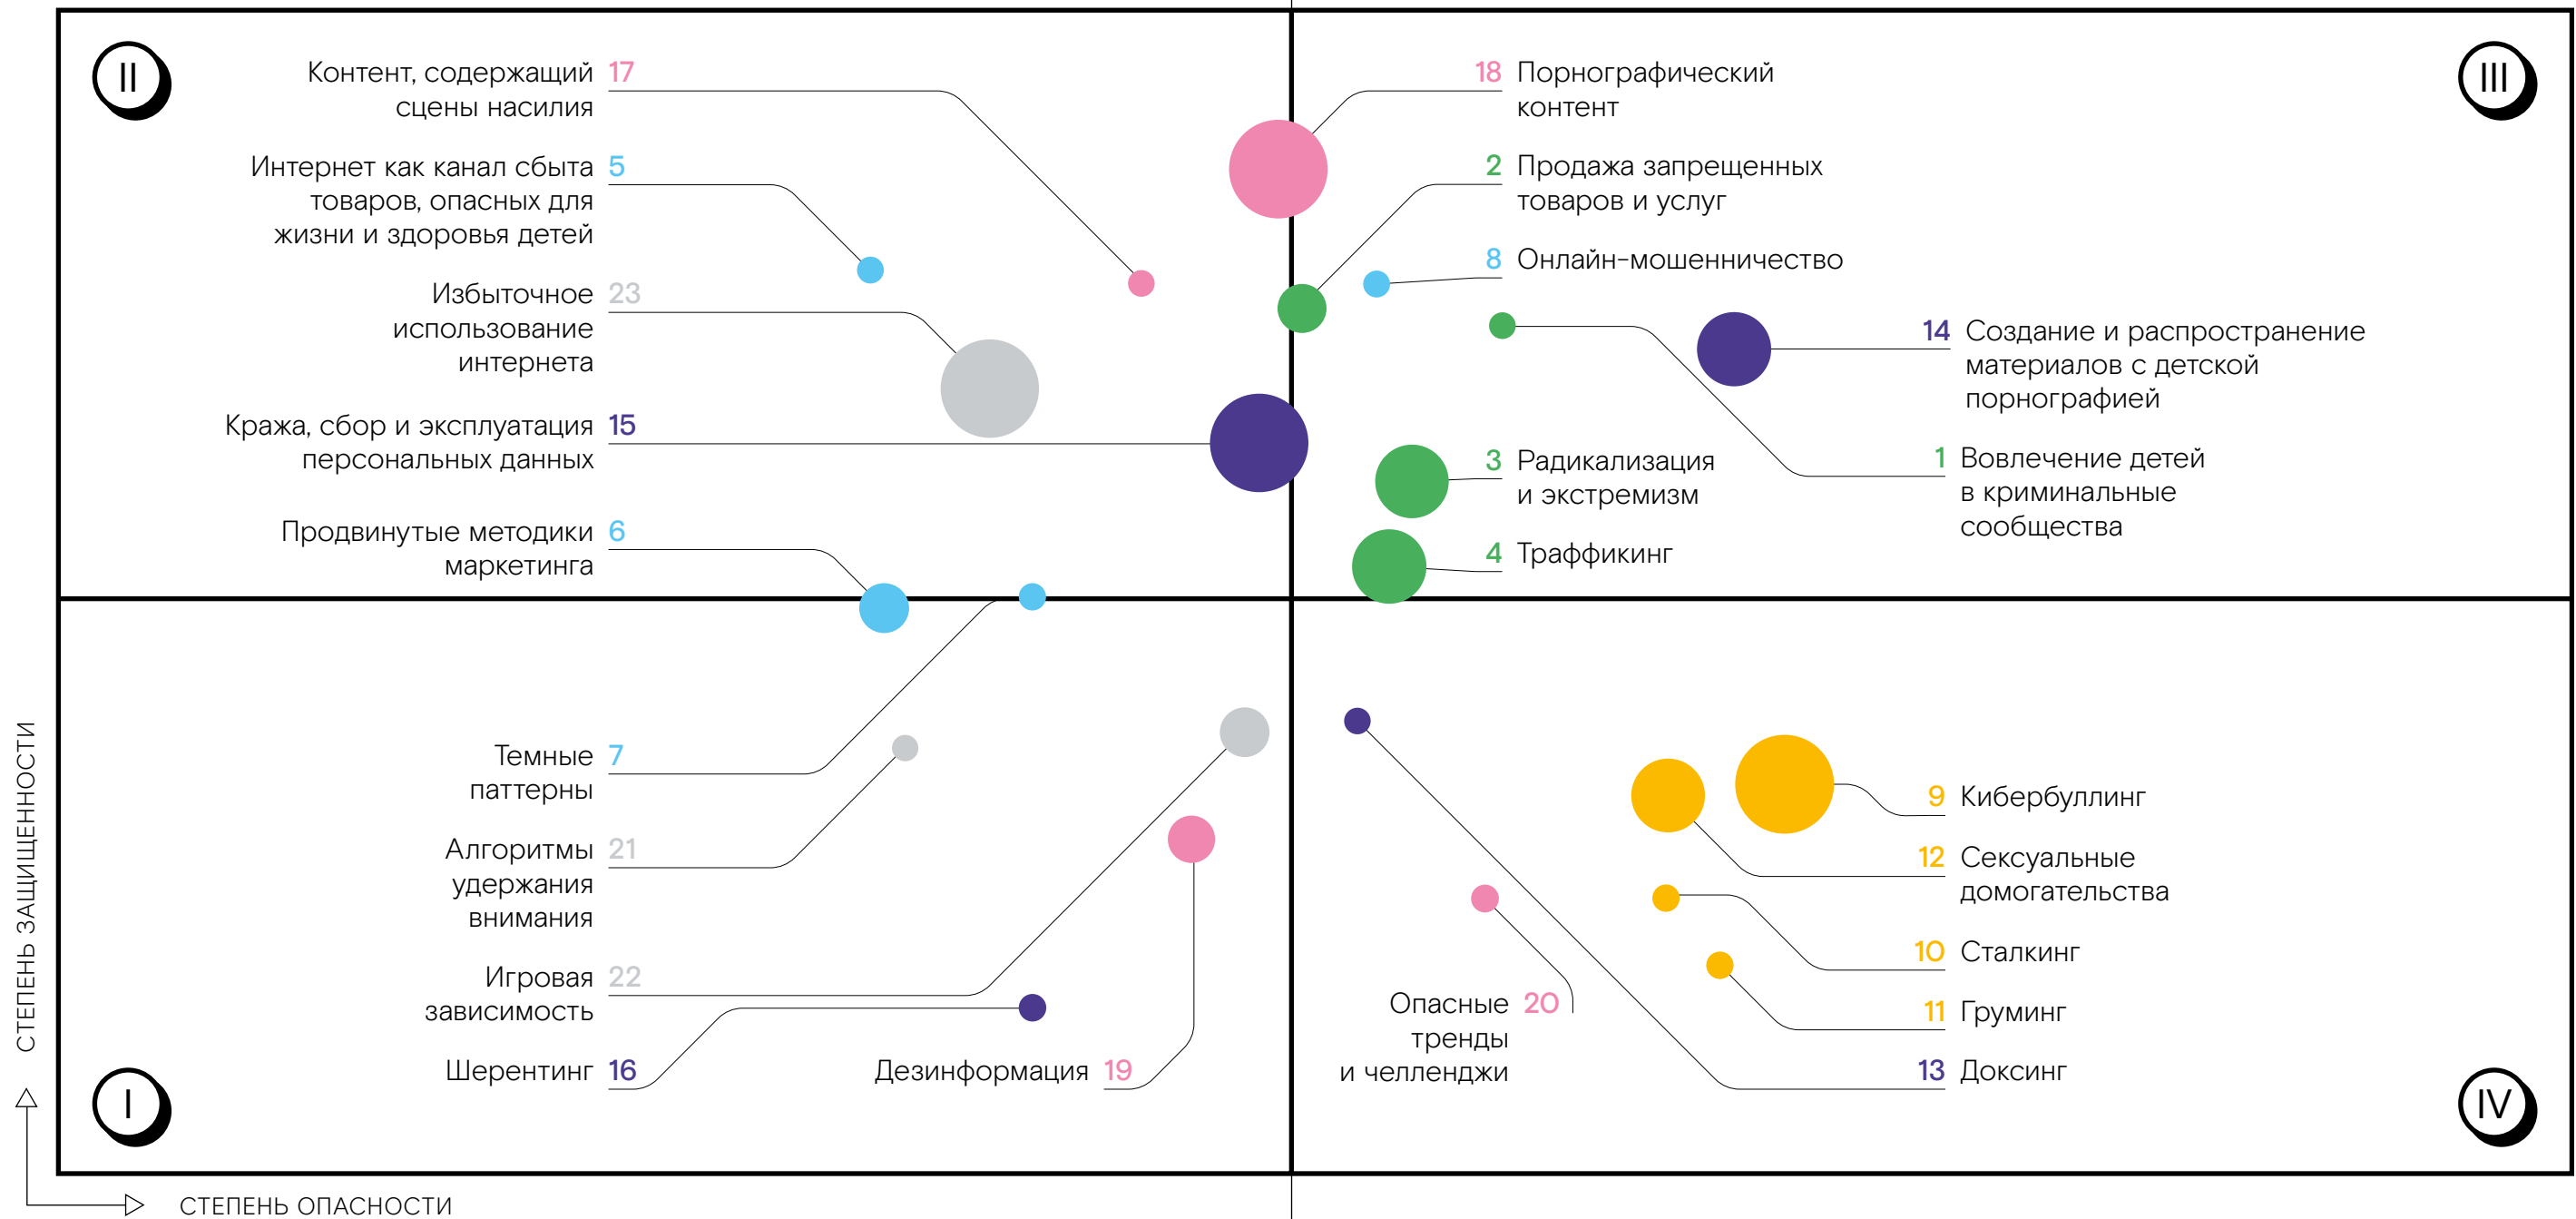 II
Контент, содержащий 17
сцены насилия
Интернет как канал сбыта 5
товаров, опасных для
жизни и здоровья детей
Избыточное 23
использование
интернета
Кража, сбор и эксплуатация 15
персональных данных
Продвинутые методики 6
маркетинга
III
18 Порнографический
контент
2 Продажа запрещенных
товаров и услуг
8 Онлайн-мошенничество
14 Создание и распространение
материалов с детской
порнографией
3 Радикализация
и экстремизм
1 Вовлечение детей
в криминальные
сообщества
4 Траффикинг
Темные 7
паттерны
Алгоритмы 21
удержания
внимания
Игровая 22
зависимость
Шерентинг 16
Дезинформация 19
I
Опасные 20
тренды
и челленджи
9 Кибербуллинг
12 Сексуальные
домогательства
10 Сталкинг
11 Груминг
13 Доксинг
IV
СТЕПЕНЬ ЗАЩИЩЕННОСТИ
СТЕПЕНЬ ОПАСНОСТИ